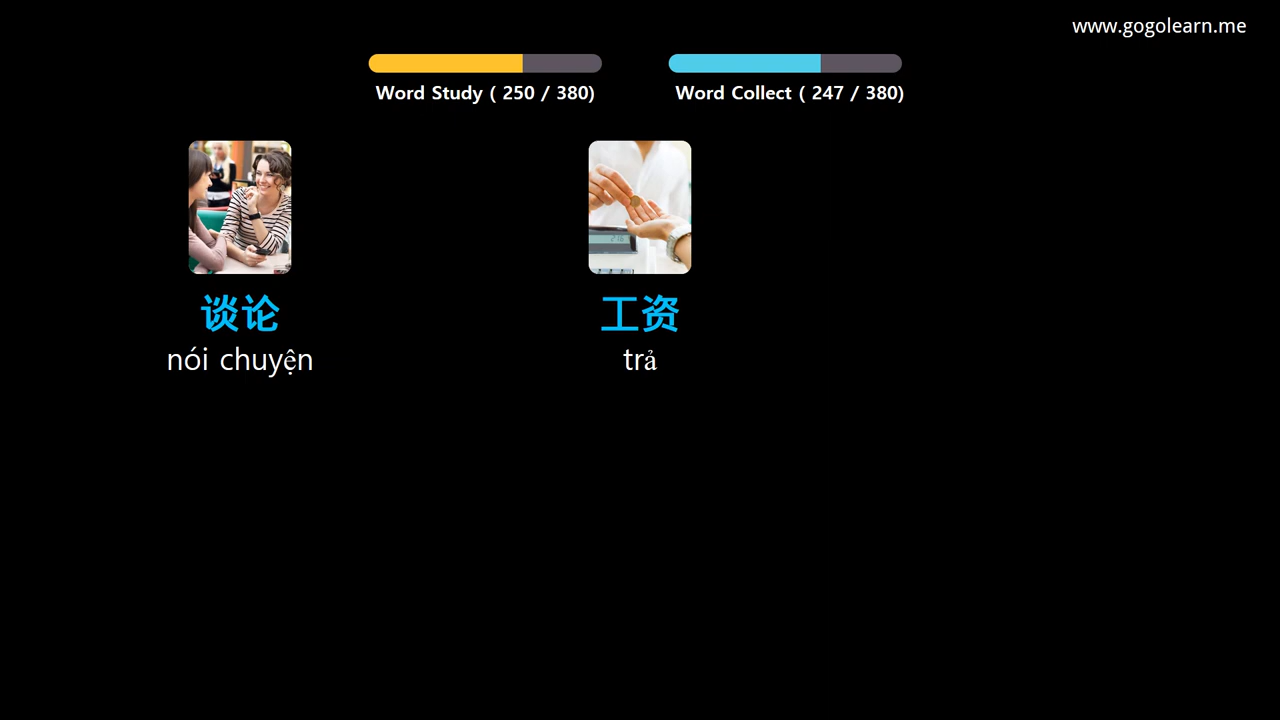 www.gogolearn.me
Word Study ( 250 / 380)
Word Collect ( 247 / 380)
谈论
nói chuyện
工资
trả